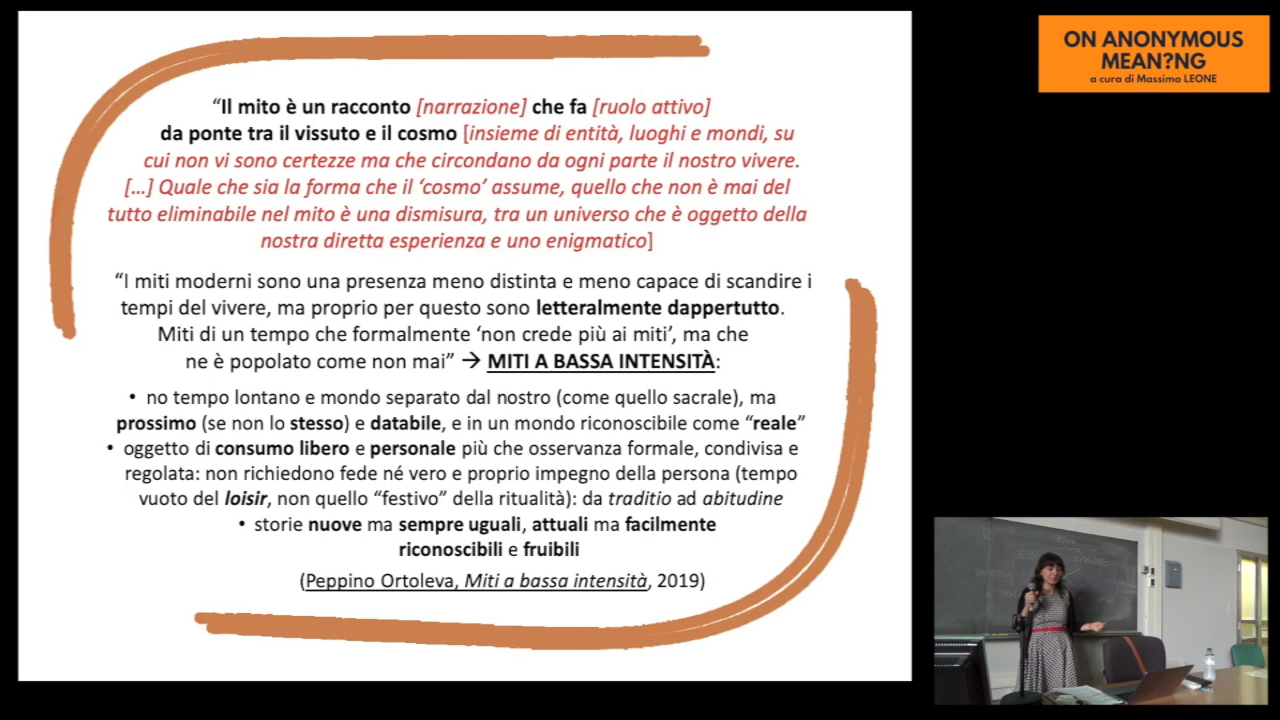 ON ANONYMOUS
MEAN?NG
a cura di Massimo LEONE
“Il mito è un racconto [narrazione] che fa [ruolo attivo]
da ponte tra il vissuto e il cosmo [insieme di entità, luoghi e mondi, su
cui non vi sono certezze ma che circondano da ogni parte il nostro vivere.
[…] Quale che sia la forma che il ‘cosmo’ assume, quello che non è mai del
tutto eliminabile nel mito è una dismisura, tra un universo che è oggetto della
nostra diretta esperienza e uno enigmatico]
“I miti moderni sono una presenza meno distinta e meno capace di scandire i
tempi del vivere, ma proprio per questo sono letteralmente dappertutto.
Miti di un tempo che formalmente ‘non crede più ai miti’, ma che
ne è popolato come non mai” → MITI A BASSA INTENSITÀ:
• no tempo lontano e mondo separato dal nostro (come quello sacrale), ma
prossimo (se non lo stesso) e databile, e in un mondo riconoscibile come “reale”
• oggetto di consumo libero e personale più che osservanza formale, condivisa e
regolata: non richiedono fede né vero e proprio impegno della persona (tempo
vuoto del loisir, non quello “festivo” della ritualità): da traditio ad abitudine
• storie nuove ma sempre uguali, attuali ma facilmente
riconoscibili e fruibili
(Peppino Ortoleva, Miti a bassa intensità, 2019)